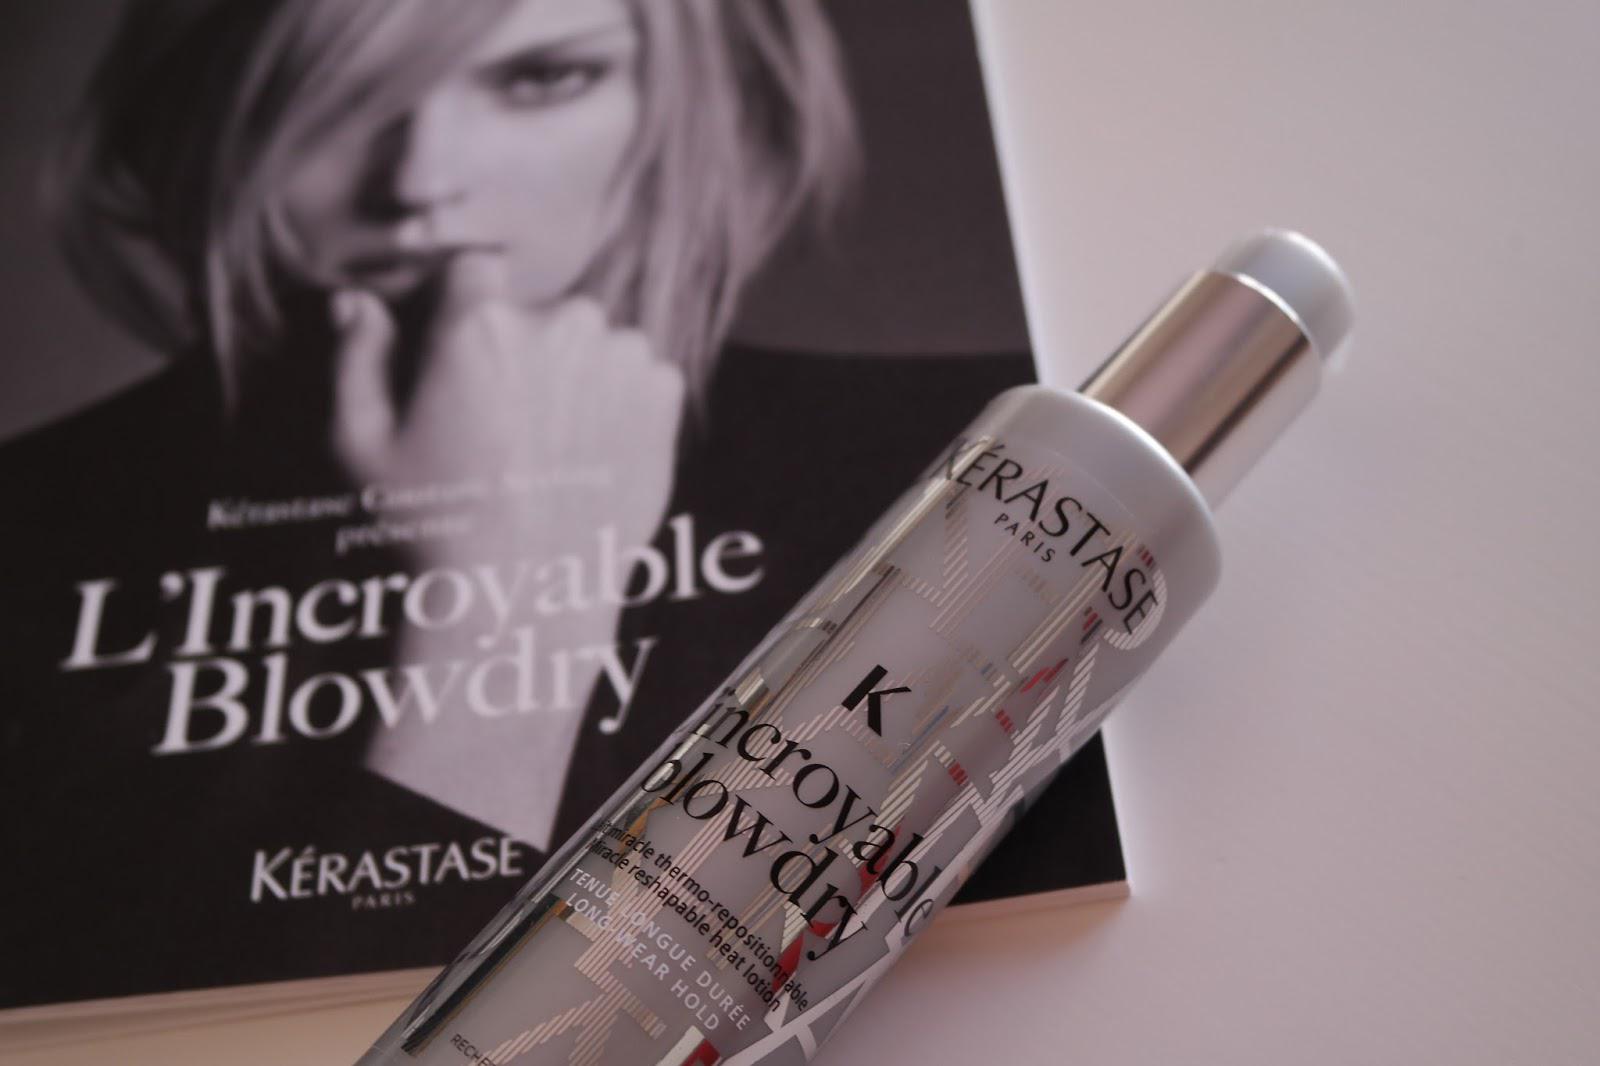 Kérastase Couture Styling
présente
L'Incroyable
Blowdry
KÉRASTASE
PARIS
KÉRASTASE
PARIS
K
incroyable
blowdry
miracle thermo-repositionnable
miracle reshapable heat lotion
TENUE LONGUE DURÉE
LONG WEAR HOLD